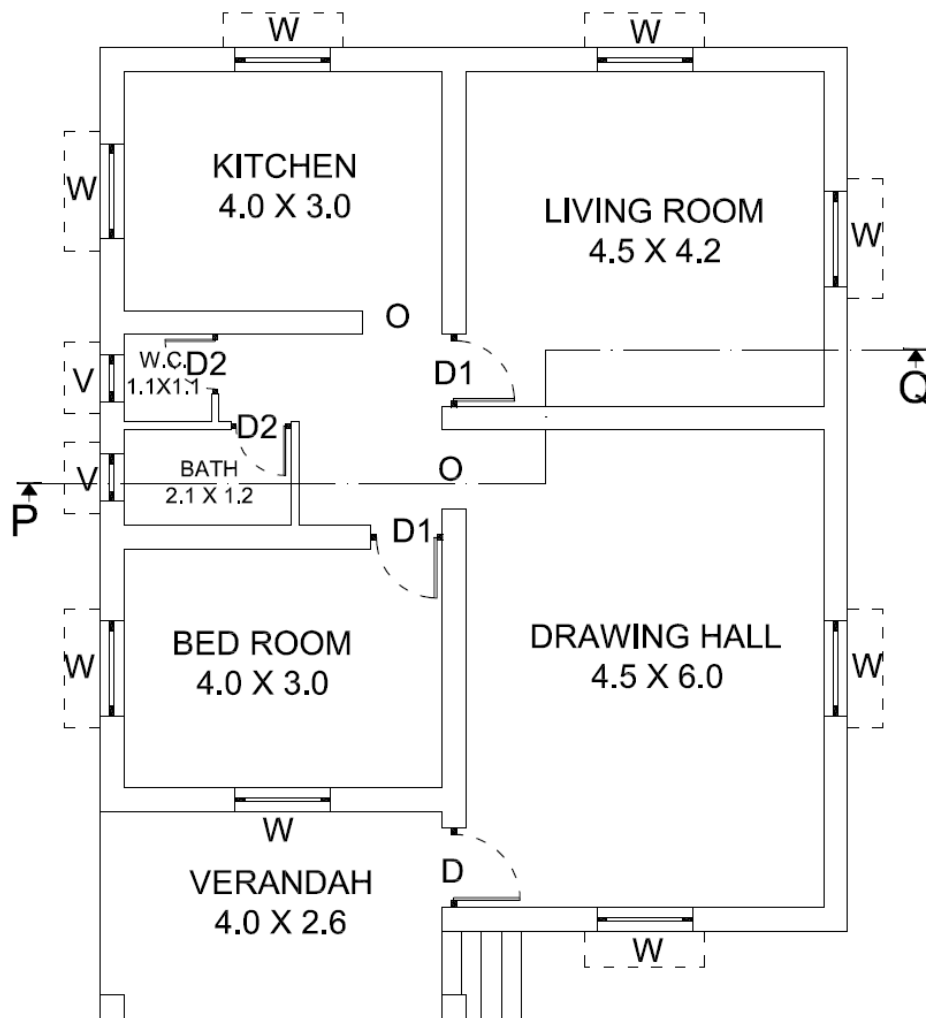 W
W
KITCHEN
4.0 X 3.0
W
LIVING ROOM
4.5 X 4.2
W
O
W.C.
1.1X1.1
D2
D1
V
Q
D2
BATH
2.1 X 1.2
V
O
P
D1
BED ROOM
4.0 X 3.0
W
DRAWING HALL
4.5 X 6.0
W
W
VERANDAH
4.0 X 2.6
D
W